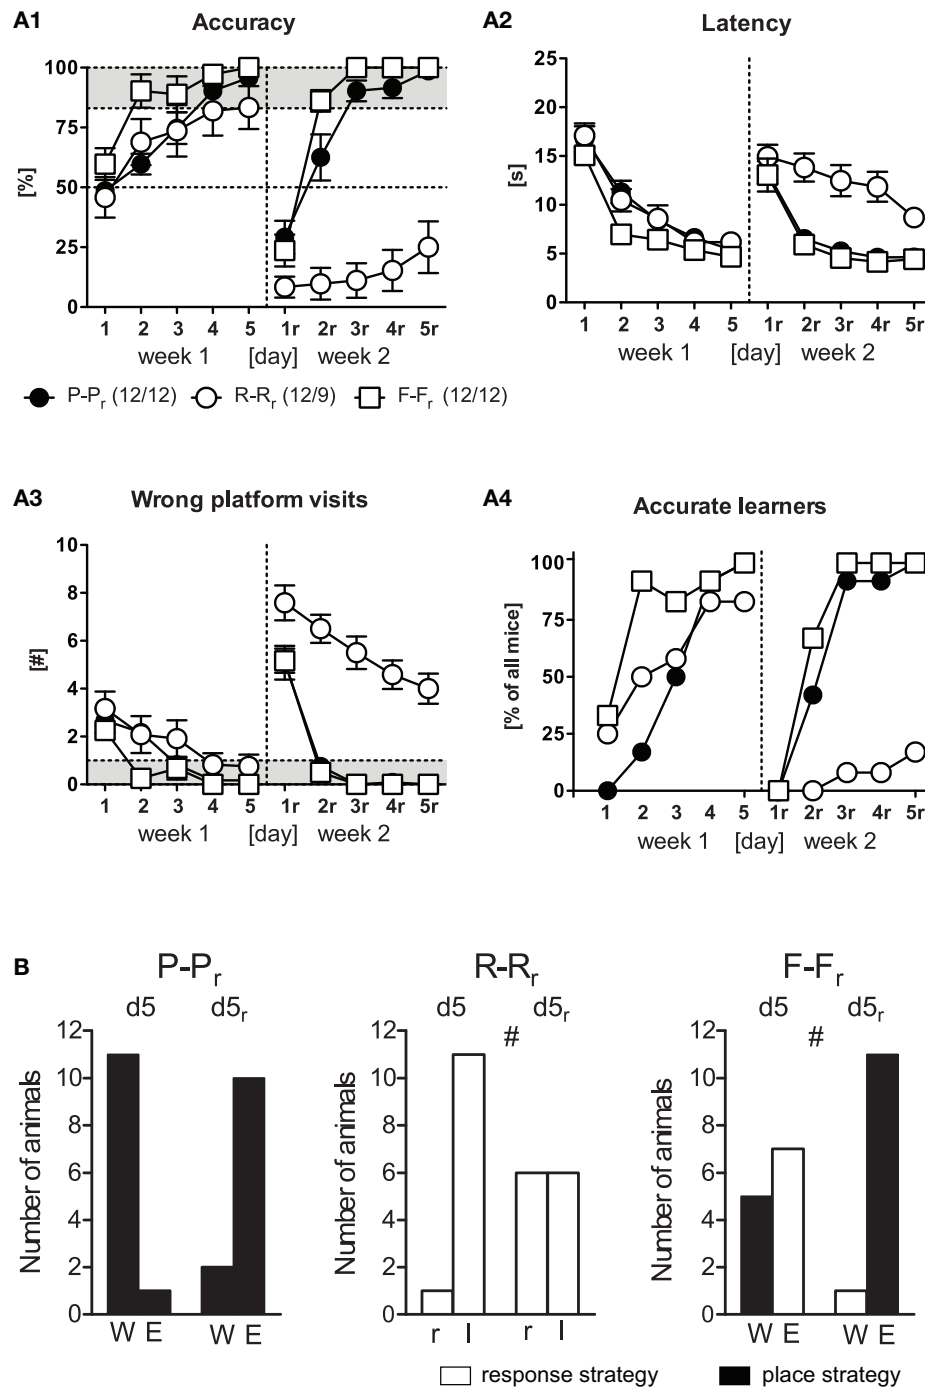 A1 Accuracy
100
75
50
25
0
[%]
1 2 3 4 5 1r 2r 3r 4r 5r
week 1 [day] week 2
A2 Latency
25
20
15
10
5
0
[s]
1 2 3 4 5 1r 2r 3r 4r 5r
week 1 [day] week 2
P-Pr (12/12) R-Rr (12/9) F-Fr (12/12)
A3 Wrong platform visits
10
8
6
4
2
0
[#]
1 2 3 4 5 1r 2r 3r 4r 5r
week 1 [day] week 2
A4 Accurate learners
100
75
50
25
0
[% of all mice]
1 2 3 4 5 1r 2r 3r 4r 5r
week 1 [day] week 2
B
P-Pr
d5 d5r
12
10
8
6
4
2
0
Number of animals
W E W E
R-Rr
d5 d5r
#
12
10
8
6
4
2
0
Number of animals
r l r l
F-Fr
d5 d5r
#
12
10
8
6
4
2
0
Number of animals
W E W E
response strategy place strategy